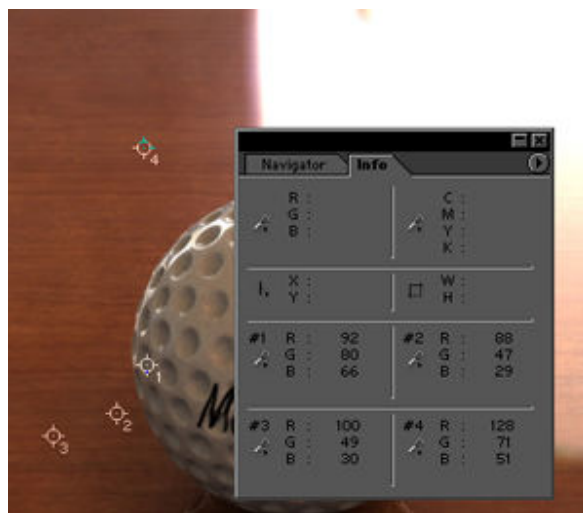 4
Navigator Info
R : C :
G : M :
B : Y :
K :
X : W :
Y : H :
#1 R : 92 #2 R : 88
G : 80 G : 47
B : 66 B : 29
1
#3 R : 100 #4 R : 128
G : 49 G : 71
B : 30 B : 51
2
3